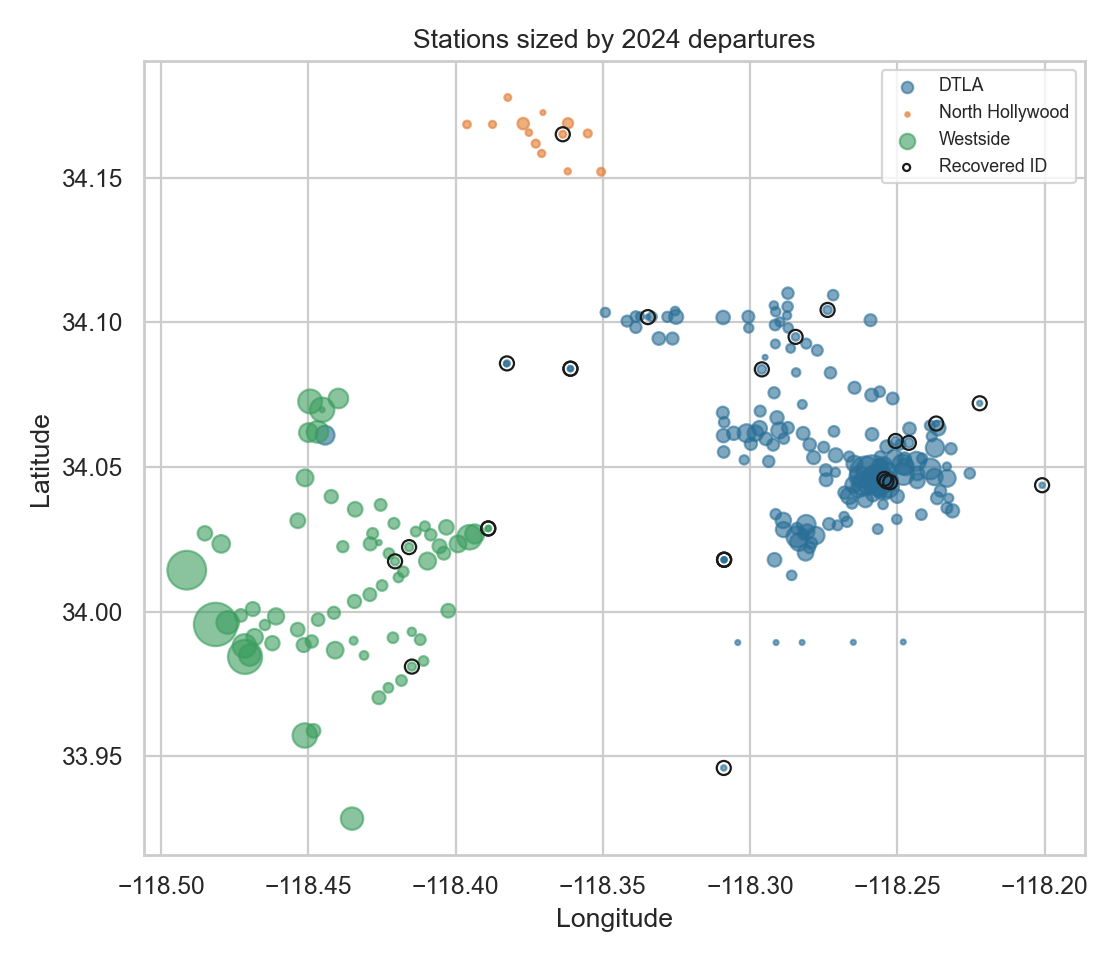 Stations sized by 2024 departures
DTLA
North Hollywood
Westside
Recovered ID
34.15
34.10
34.05
34.00
33.95
Latitude
−118.50 −118.45 −118.40 −118.35 −118.30 −118.25 −118.20
Longitude